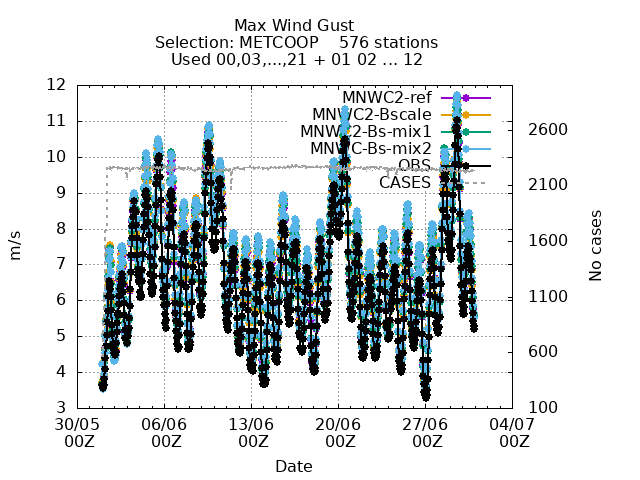 Max Wind Gust
Selection: METCOOP    576 stations
Used 00,03,...,21 + 01 02 ... 12
12
11
10
9
8
7
6
5
4
3
m/s
MNWC2-ref
MNWC2-Bscale
MNWC2-Bs-mix1
MNWC-Bs-mix2
OBS
CASES
2600
2100
1600
1100
600
100
No cases
30/05 06/06 13/06 20/06 27/06 04/07
00Z 00Z 00Z 00Z 00Z 00Z
Date